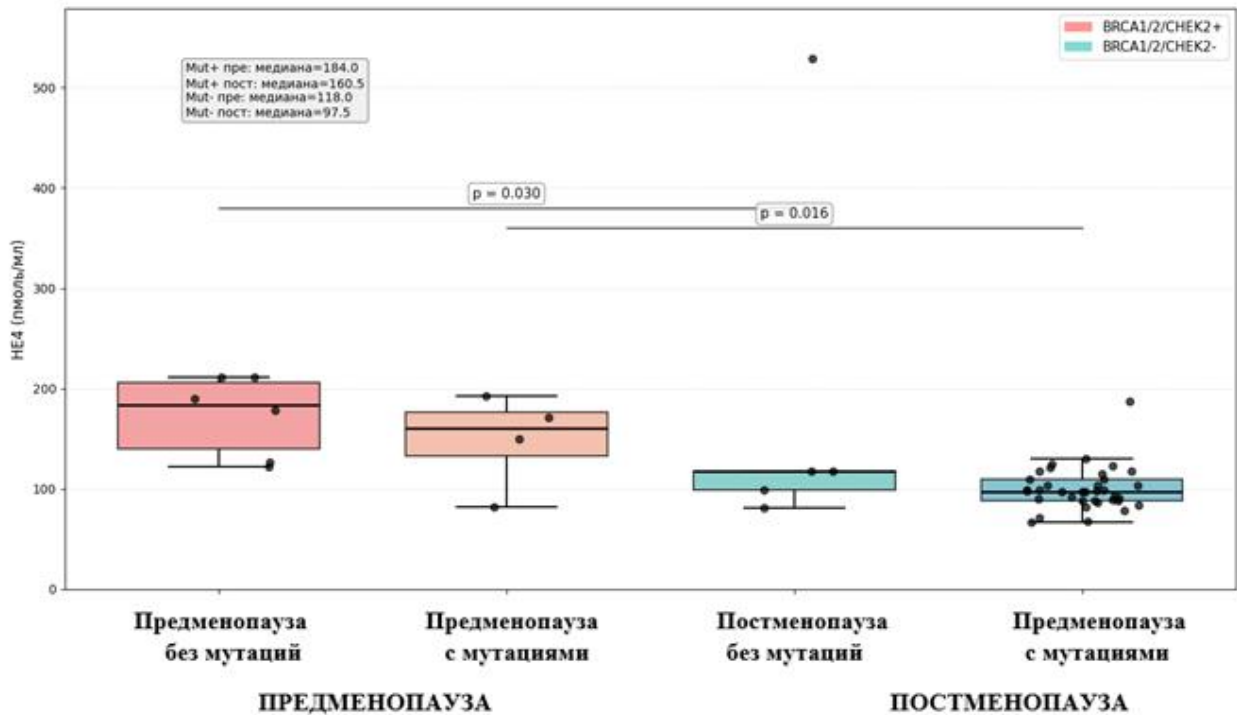 BRCA1/2/CHEK2+
BRCA1/2/CHEK2-
Mut+ пре: медиана=184.0
Mut+ пост: медиана=160.5
Mut- пре: медиана=118.0
Mut- пост: медиана=97.5
p = 0.030
p = 0.016
HE4 (пмоль/мл)
500
400
300
200
100
0
Предменопауза без мутаций
Предменопауза с мутациями
Постменопауза без мутаций
Предменопауза с мутациями
ПРЕДМЕНОПАУЗА
ПОСТМЕНОПАУЗА